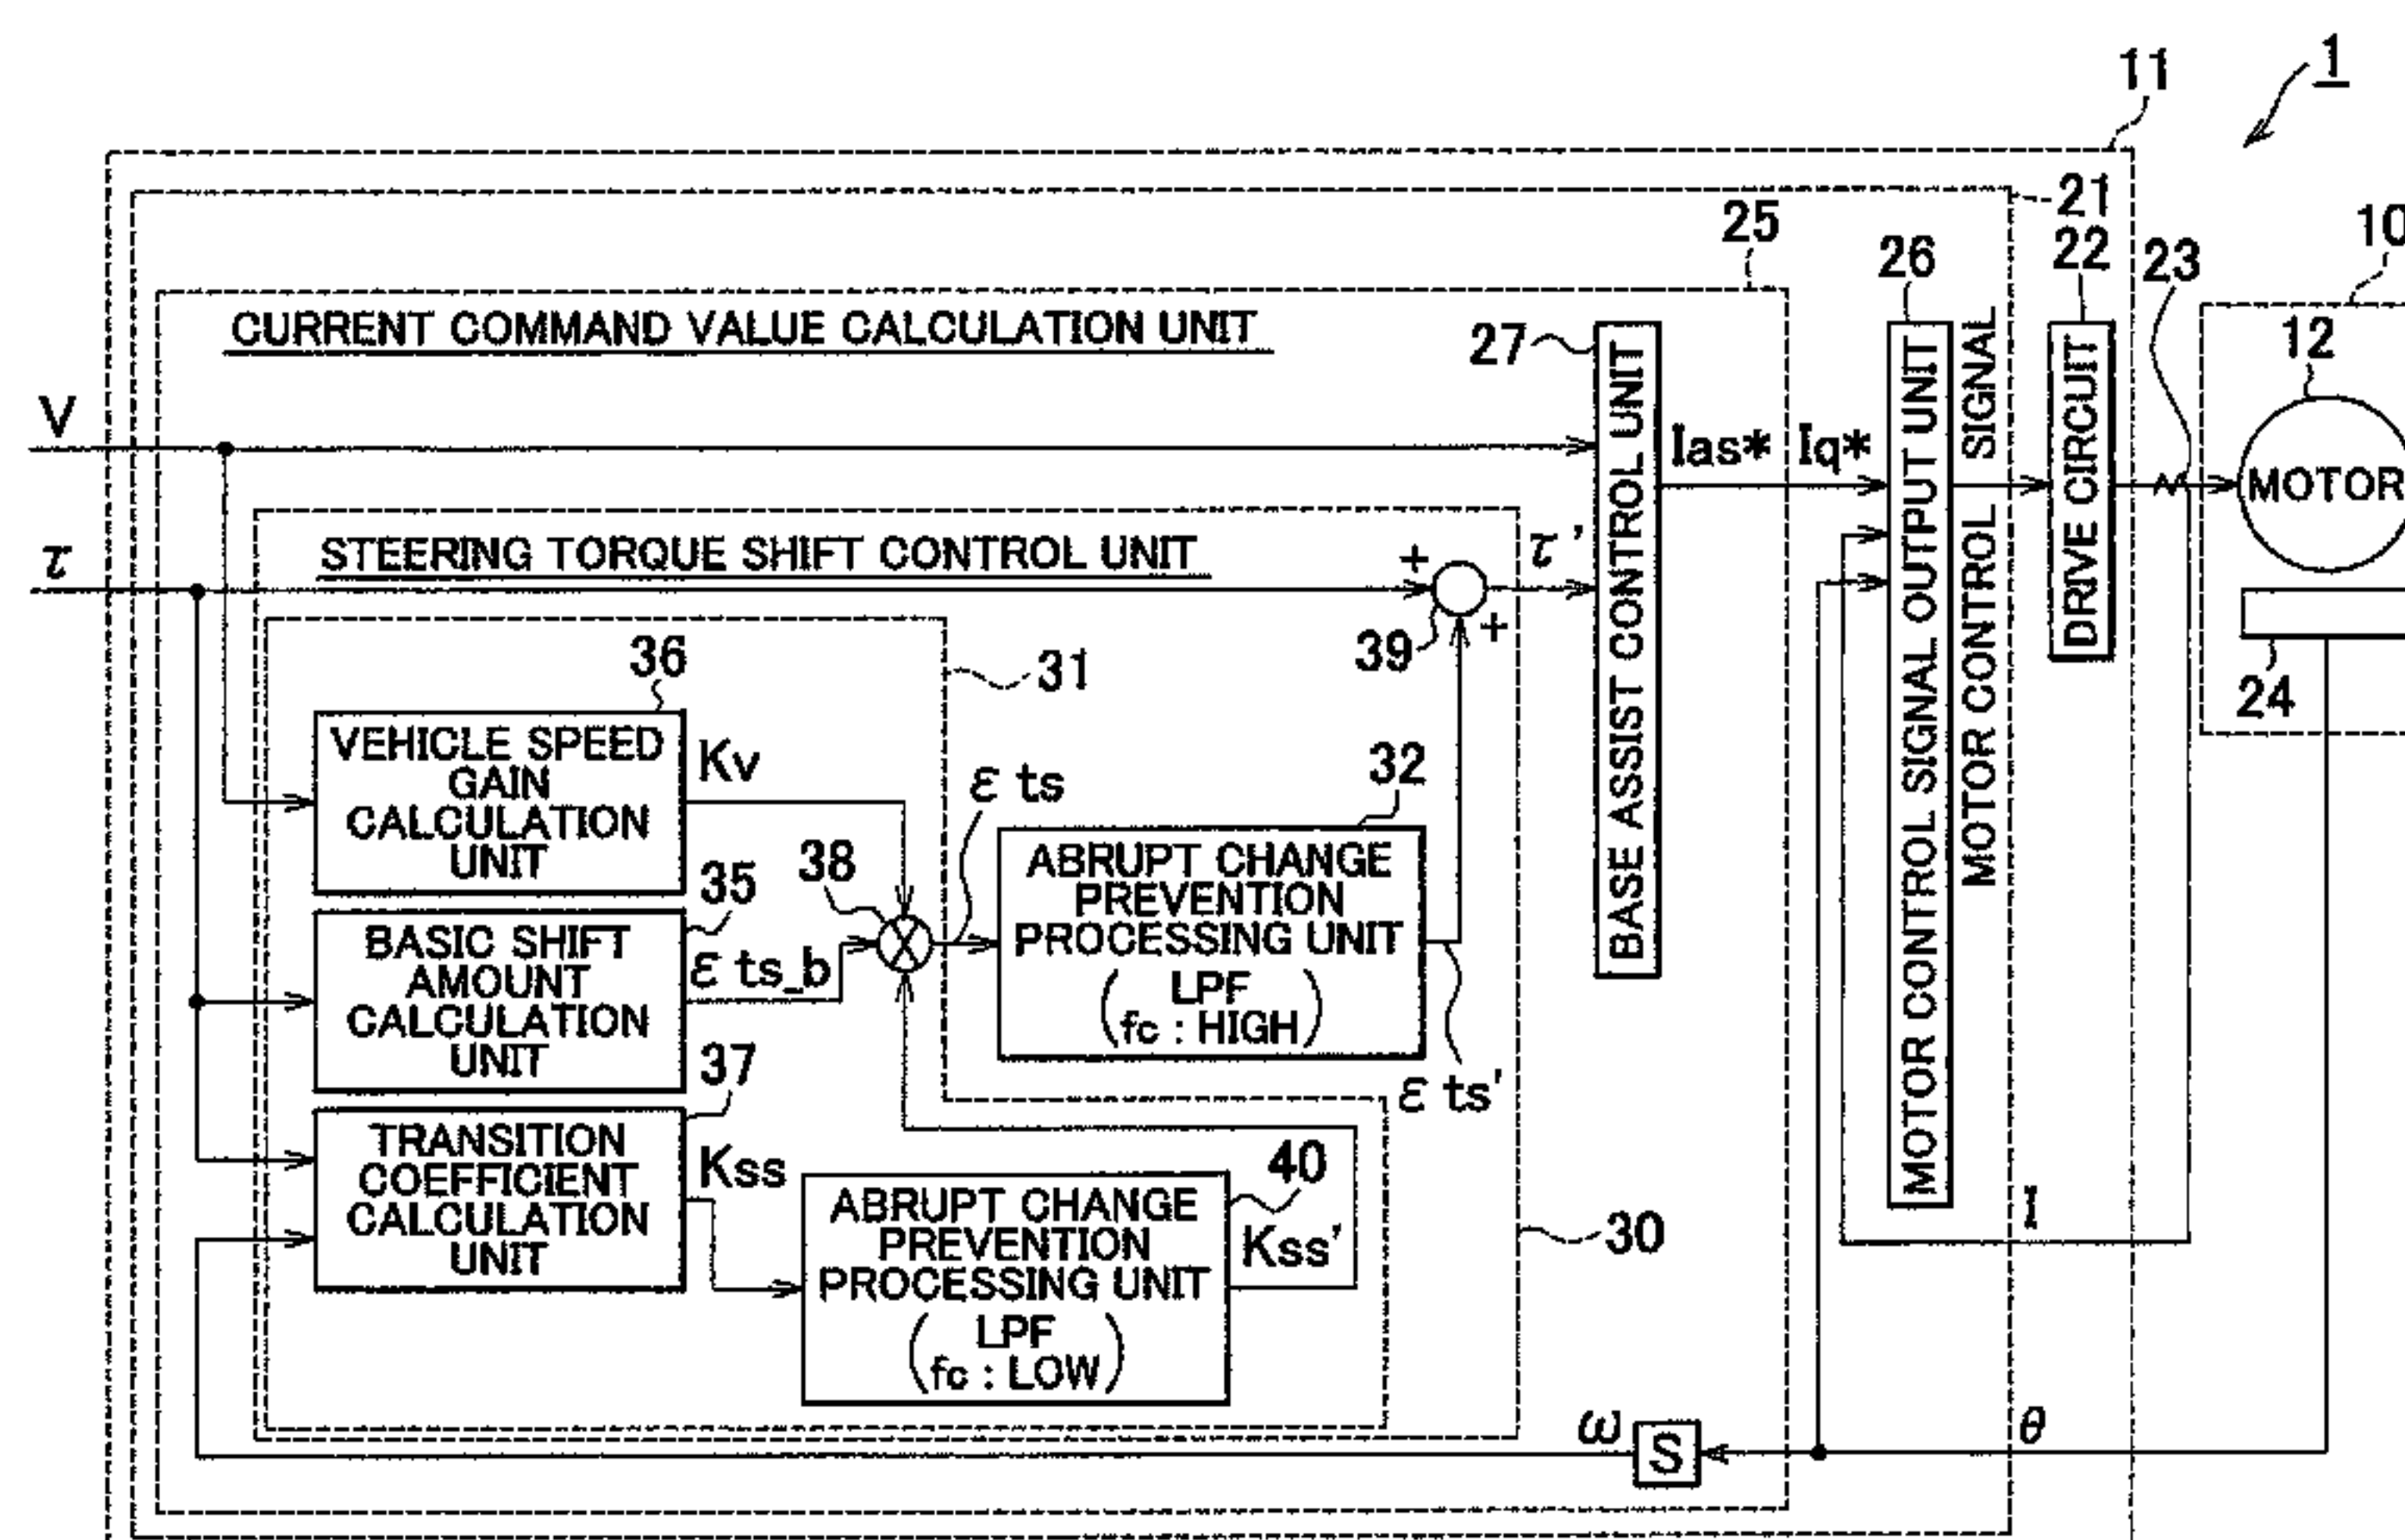 1
11
21
25
22
10
26
23
CURRENT COMMAND VALUE CALCULATION UNIT
27
12
V
BASE ASSIST CONTROL UNIT
Ias*
Iq*
MOTOR CONTROL SIGNAL OUTPUT UNIT
MOTOR CONTROL SIGNAL
DRIVE CIRCUIT
MOTOR
τ
STEERING TORQUE SHIFT CONTROL UNIT
+
τ'
39
+
36
31
24
VEHICLE SPEED
GAIN
CALCULATION
UNIT
Kv
ε ts
32
38
ABRUPT CHANGE
PREVENTION
PROCESSING UNIT
LPF
fc : HIGH
35
BASIC SHIFT
AMOUNT
CALCULATION
UNIT
ε ts_b
ε ts'
37
TRANSITION
COEFFICIENT
CALCULATION
UNIT
Kss
40
ABRUPT CHANGE
PREVENTION
PROCESSING UNIT
LPF
fc : LOW
Kss'
30
I
ω
S
θ